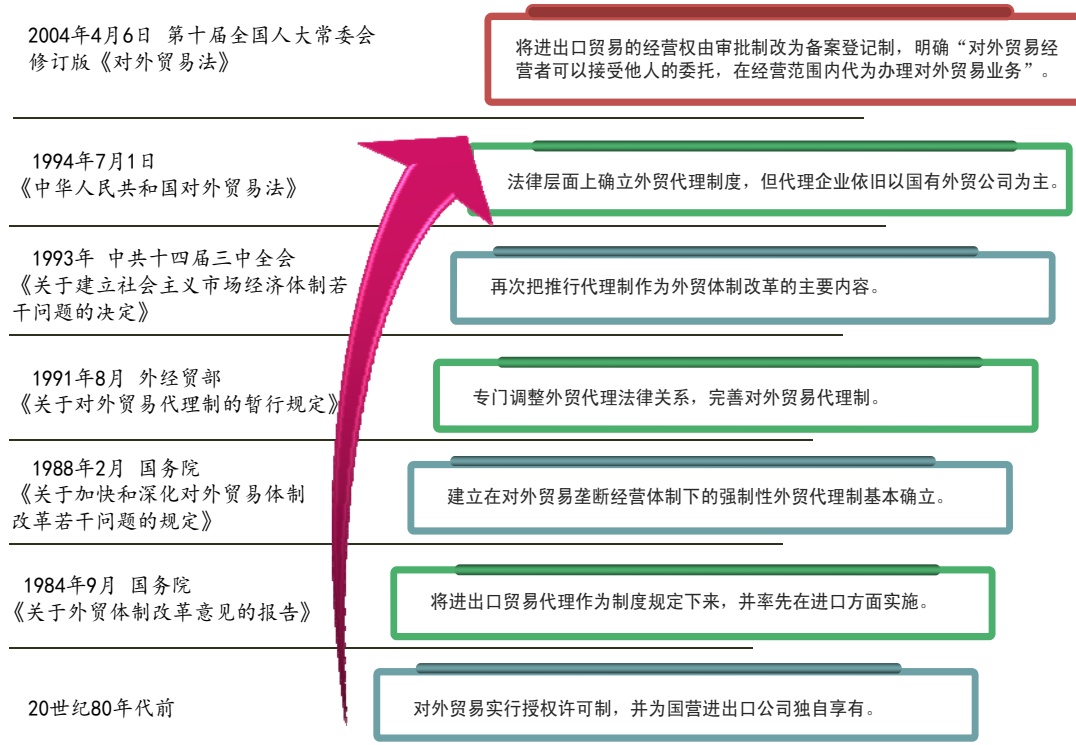 2004年4月6日 第十届全国人大常委会
修订版《对外贸易法》
将进出口贸易的经营权由审批制改为备案登记制，明确“对外贸易经
营者可以接受他人的委托，在经营范围内代为办理对外贸易业务”。
1994年7月1日
《中华人民共和国对外贸易法》
法律层面上确立外贸代理制度，但代理企业依旧以国有外贸公司为主。
1993年 中共十四届三中全会
《关于建立社会主义市场经济体制若
干问题的决定》
再次把推行代理制作为外贸体制改革的主要内容。
1991年8月 外经贸部
《关于对外贸易代理制的暂行规定》
专门调整外贸代理法律关系，完善对外贸易代理制。
1988年2月 国务院
《关于加快和深化对外贸易体制
改革若干问题的规定》
建立在对外贸易垄断经营体制下的强制性外贸代理制基本确立。
1984年9月 国务院
《关于外贸体制改革意见的报告》
将进出口贸易代理作为制度规定下来，并率先在进口方面实施。
20世纪80年代前
对外贸易实行授权许可制，并为国营进出口公司独自享有。